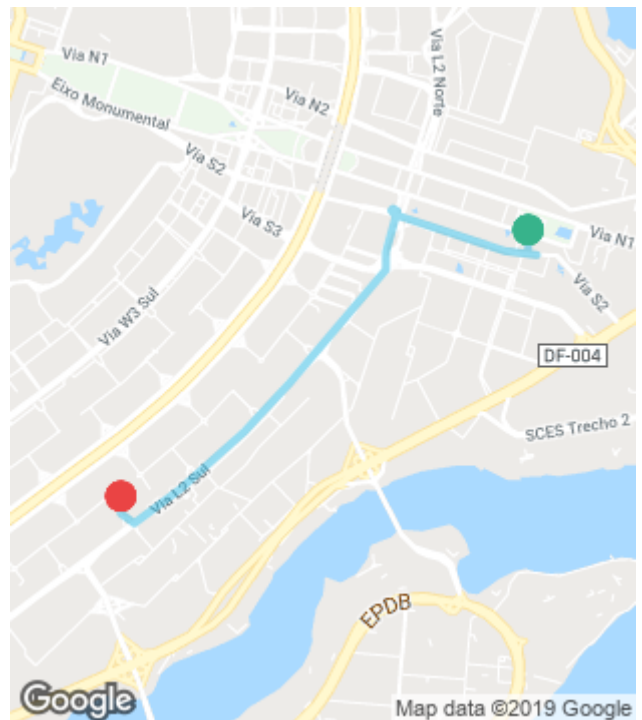 Via N1
Via L2 Norte
Eixo Monumental
Via N2
Via S2
Via S3
Via N1
Via S2
Via W3 Sul
DF-004
SCES Trecho 2
Via L2 Sul
EPDB
Google
Map data ©2019 Google